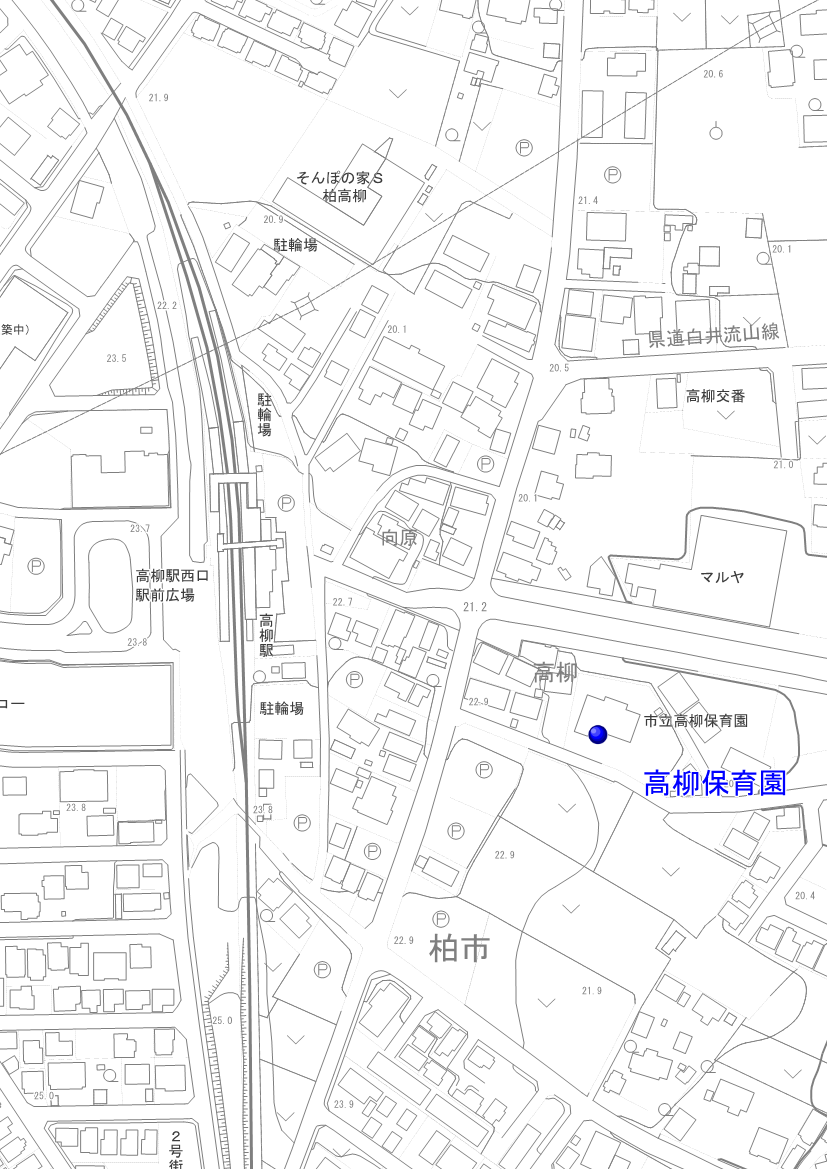 20.6
21.9
Ⓟ
そんぽの家S
柏高柳
Ⓟ
21.4
20.9
駐輪場
20.1
22.2
20.1
築中)
県道白井流山線
23.5
20.5
高柳交番
駐輪場
21.0
Ⓟ
20.1
Ⓟ
23.7
向原
Ⓟ
高柳駅西口
駅前広場
マルヤ
22.7
21.2
高柳駅
23.8
高柳
Ⓟ
22.9
コー
駐輪場
市立高柳保育園
Ⓟ
高柳保育園
23.8
23.8
Ⓟ
Ⓟ
Ⓟ
22.9
20.4
Ⓟ
22.9
柏市
Ⓟ
21.9
25.0
25.0
23.9
2号街